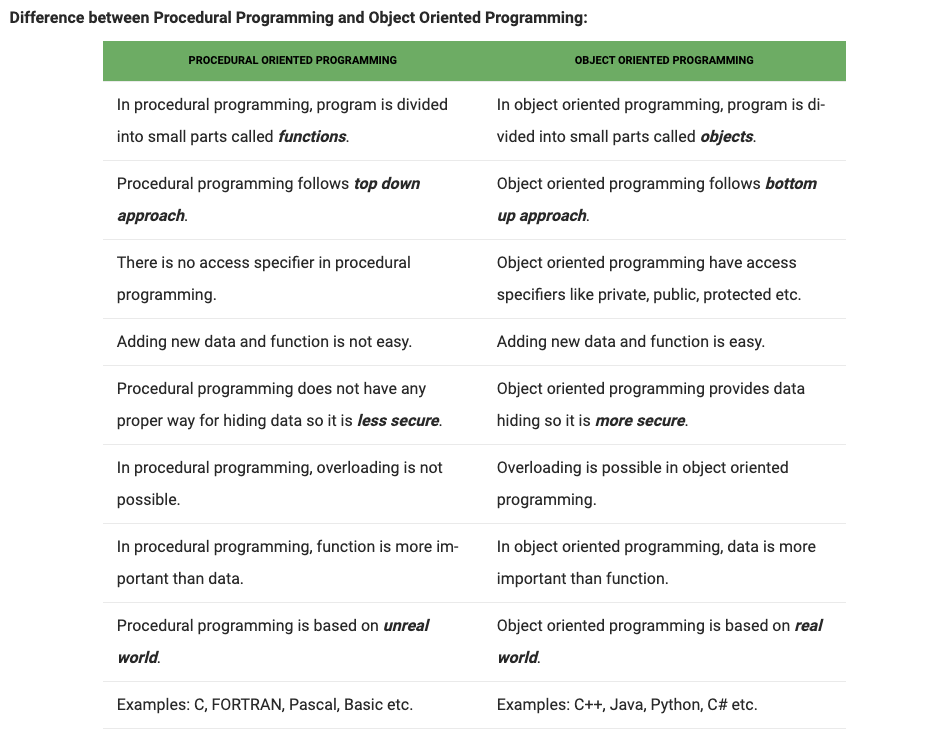 Difference between Procedural Programming and Object Oriented Programming:
PROCEDURAL ORIENTED PROGRAMMING
OBJECT ORIENTED PROGRAMMING
In procedural programming, program is divided
into small parts called functions.
In object oriented programming, program is di-
vided into small parts called objects.
Procedural programming follows top down
approach.
Object oriented programming follows bottom
up approach.
There is no access specifier in procedural
programming.
Object oriented programming have access
specifiers like private, public, protected etc.
Adding new data and function is not easy.
Adding new data and function is easy.
Procedural programming does not have any
proper way for hiding data so it is less secure.
Object oriented programming provides data
hiding so it is more secure.
In procedural programming, overloading is not
possible.
Overloading is possible in object oriented
programming.
In procedural programming, function is more im-
portant than data.
In object oriented programming, data is more
important than function.
Procedural programming is based on unreal
world.
Object oriented programming is based on real
world.
Examples: C, FORTRAN, Pascal, Basic etc.
Examples: C++, Java, Python, C# etc.